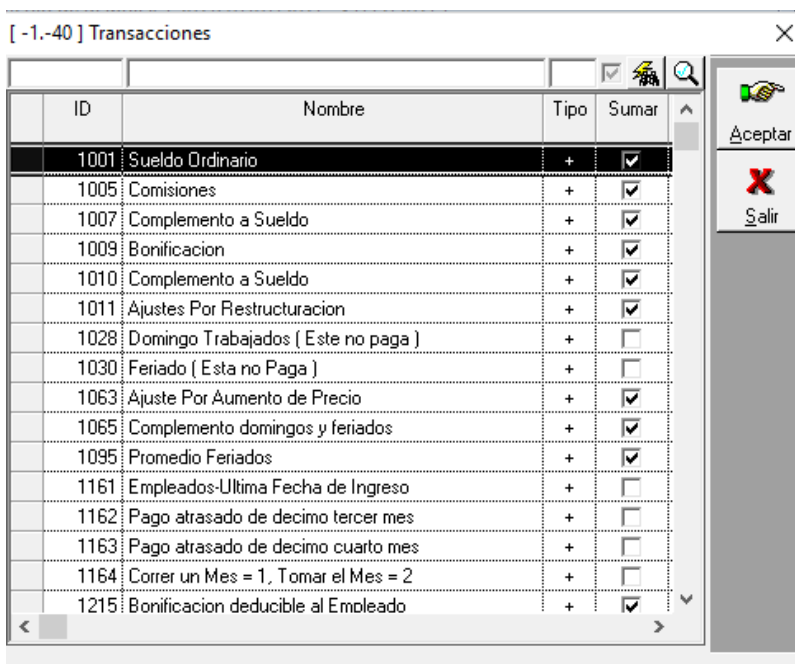 [ -1.-40 ] Transacciones
ID Nombre Tipo Sumar
1001 Sueldo Ordinario +
1005 Comisiones +
1007 Complemento a Sueldo +
1009 Bonificacion +
1010 Complemento a Sueldo +
1011 Ajustes Por Restructuracion +
1028 Domingo Trabajados ( Este no paga ) +
1030 Feriado ( Esta no Paga ) +
1063 Ajuste Por Aumento de Precio +
1065 Complemento domingos y feriados +
1095 Promedio Feriados +
1161 Empleados-Ultima Fecha de Ingreso +
1162 Pago atrasado de decimo tercer mes +
1163 Pago atrasado de decimo cuarto mes +
1164 Correr un Mes = 1, Tomar el Mes = 2 +
1215 Bonificacion deducible al Empleado +
Aceptar
Salir